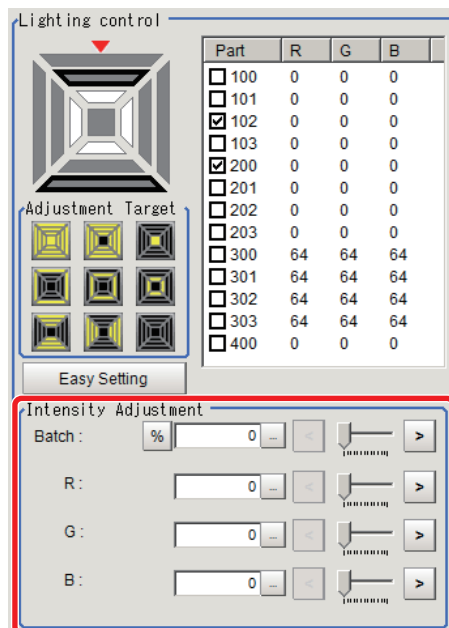 Lighting control
Part R G B
100 0 0 0
101 0 0 0
102 0 0 0
103 0 0 0
200 0 0 0
201 0 0 0
202 0 0 0
203 0 0 0
300 64 64 64
301 64 64 64
302 64 64 64
303 64 64 64
400 0 0 0
Adjustment Target
Easy Setting
Intensity Adjustment
Batch : % 0 ... < >
R : 0 ... < >
G : 0 ... < >
B : 0 ... < >